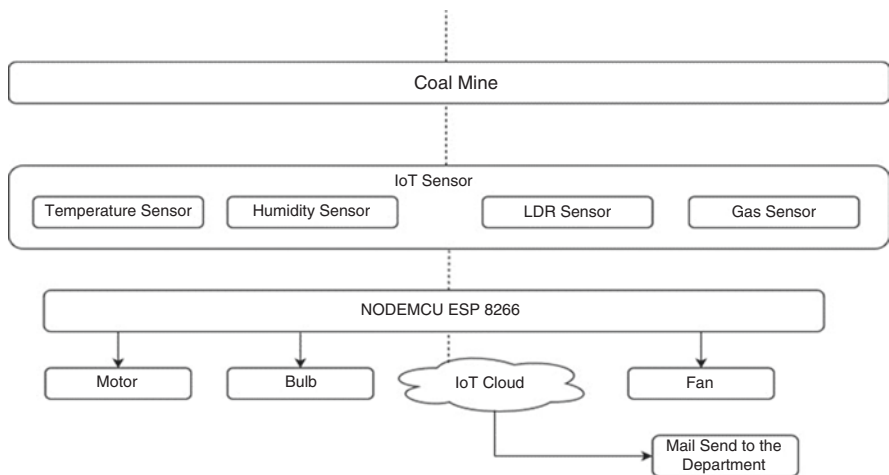 Coal Mine
IoT Sensor
Temperature Sensor
Humidity Sensor
LDR Sensor
Gas Sensor
NODEMCU ESP 8266
Motor
Bulb
IoT Cloud
Fan
Mail Send to the
Department